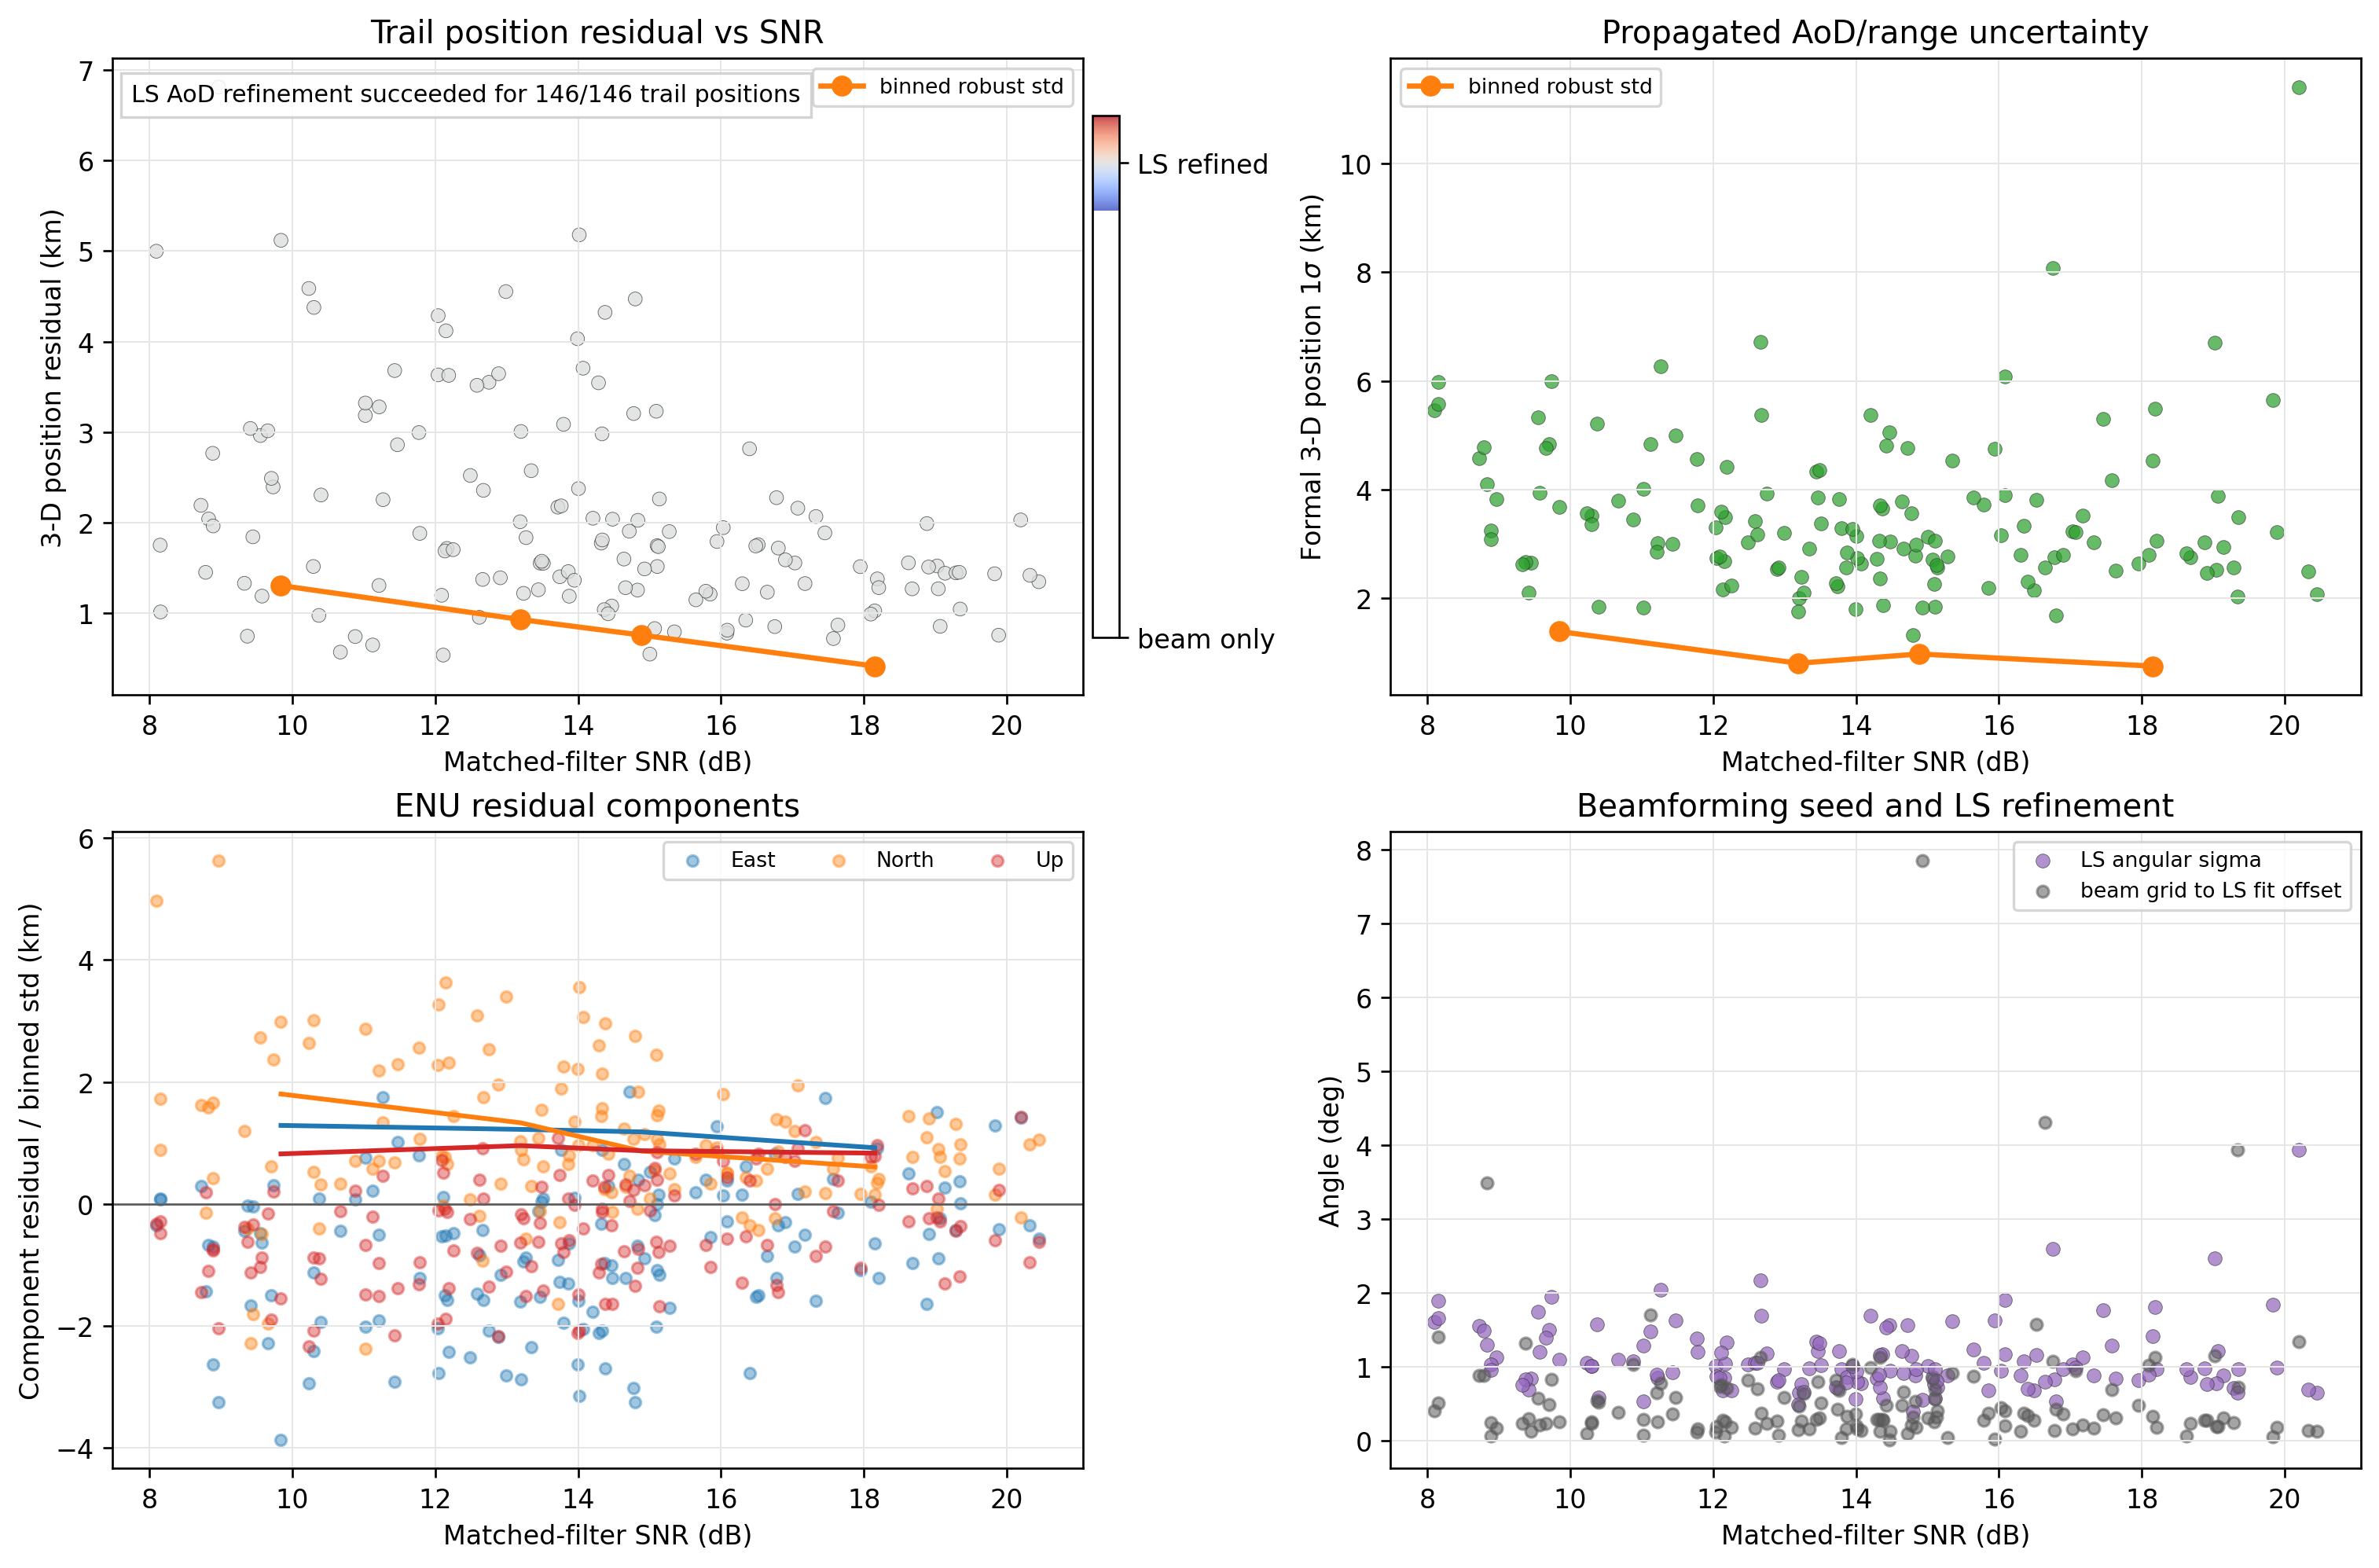 Trail position residual vs SNR
LS AoD refinement succeeded for 146/146 trail positions
binned robust std
7
6
5
4
3
2
1
3-D position residual (km)
8 10 12 14 16 18 20
Matched-filter SNR (dB)
LS refined
beam only
Propagated AoD/range uncertainty
binned robust std
10
8
6
4
2
Formal 3-D position 1σ (km)
8 10 12 14 16 18 20
Matched-filter SNR (dB)
ENU residual components
East North Up
6
4
2
0
−2
−4
Component residual / binned std (km)
8 10 12 14 16 18 20
Matched-filter SNR (dB)
Beamforming seed and LS refinement
LS angular sigma
beam grid to LS fit offset
8
7
6
5
4
3
2
1
0
Angle (deg)
8 10 12 14 16 18 20
Matched-filter SNR (dB)